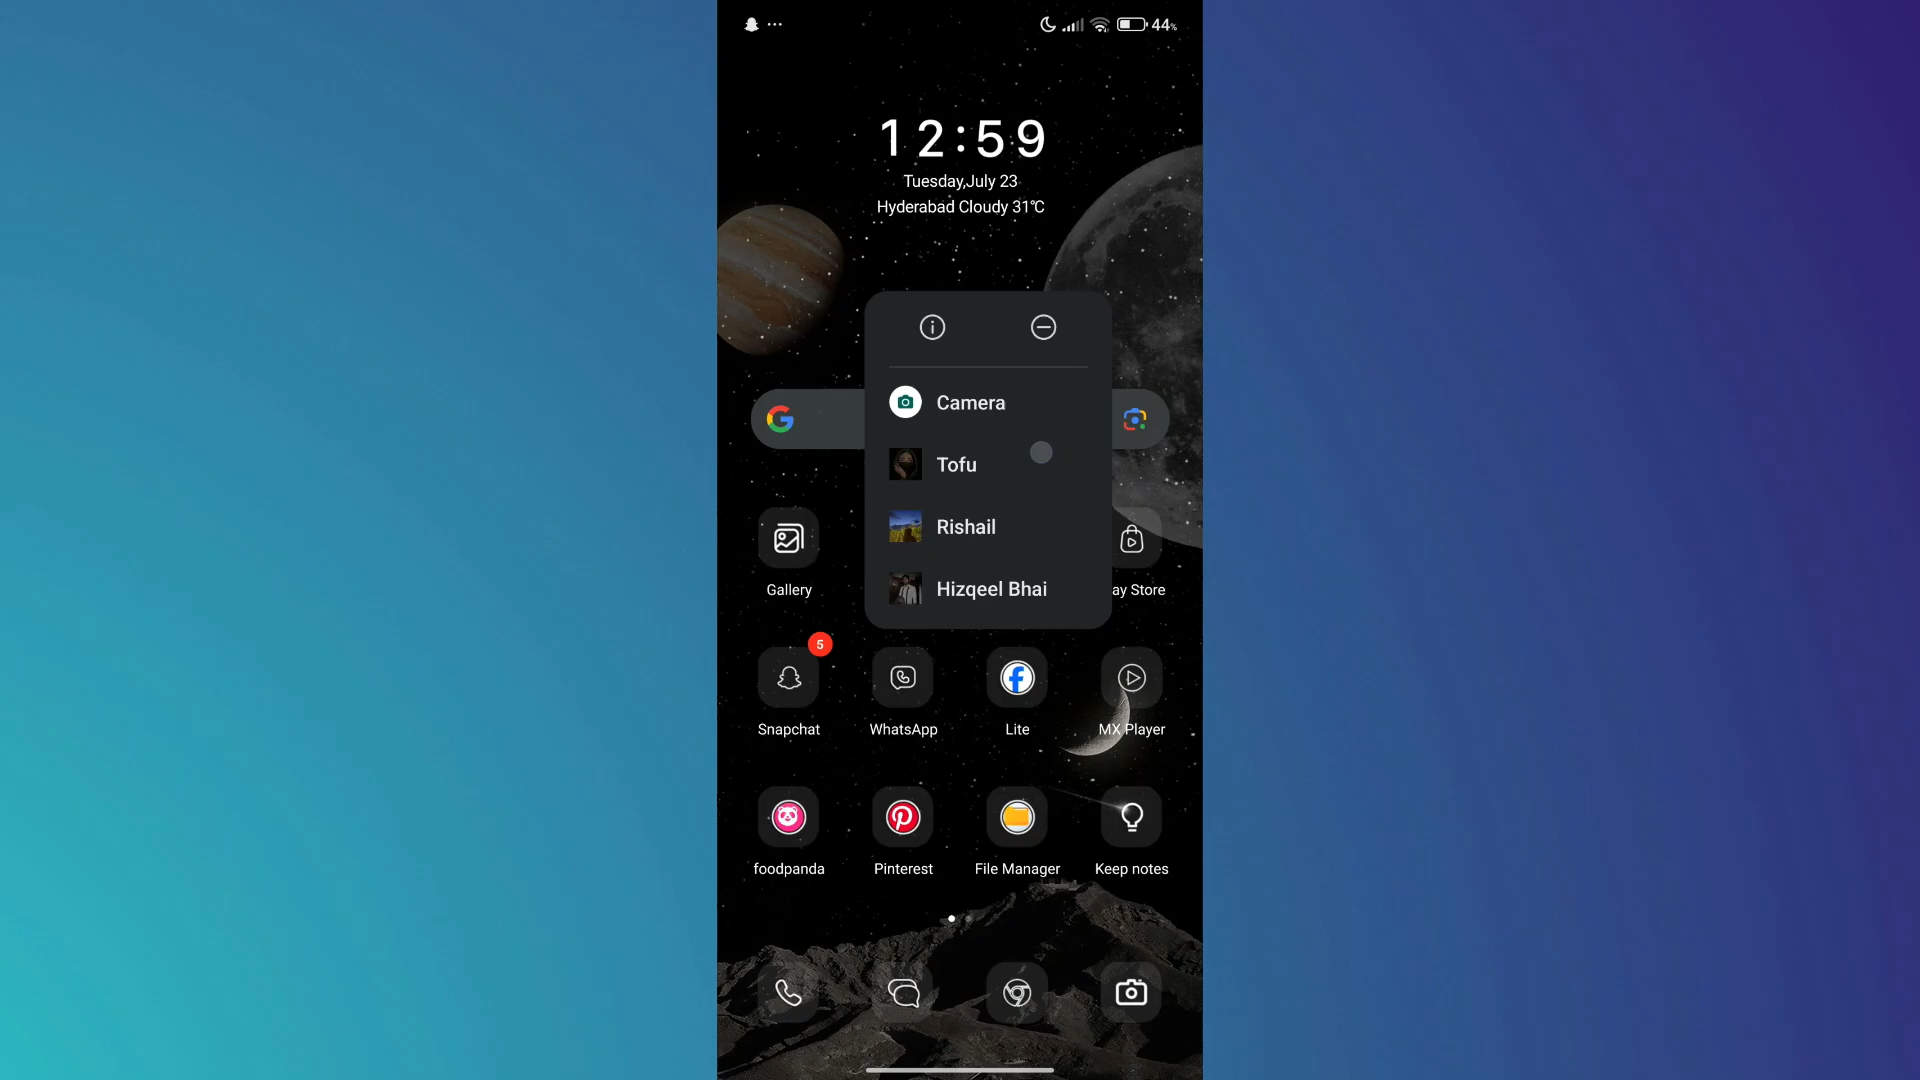 44%
12:59
Tuesday,July 23
Hyderabad Cloudy 31℃
Camera
Tofu
Rishail
Hizqeel Bhai
Gallery
ay Store
5
Snapchat
WhatsApp
Lite
MX Player
foodpanda
Pinterest
File Manager
Keep notes